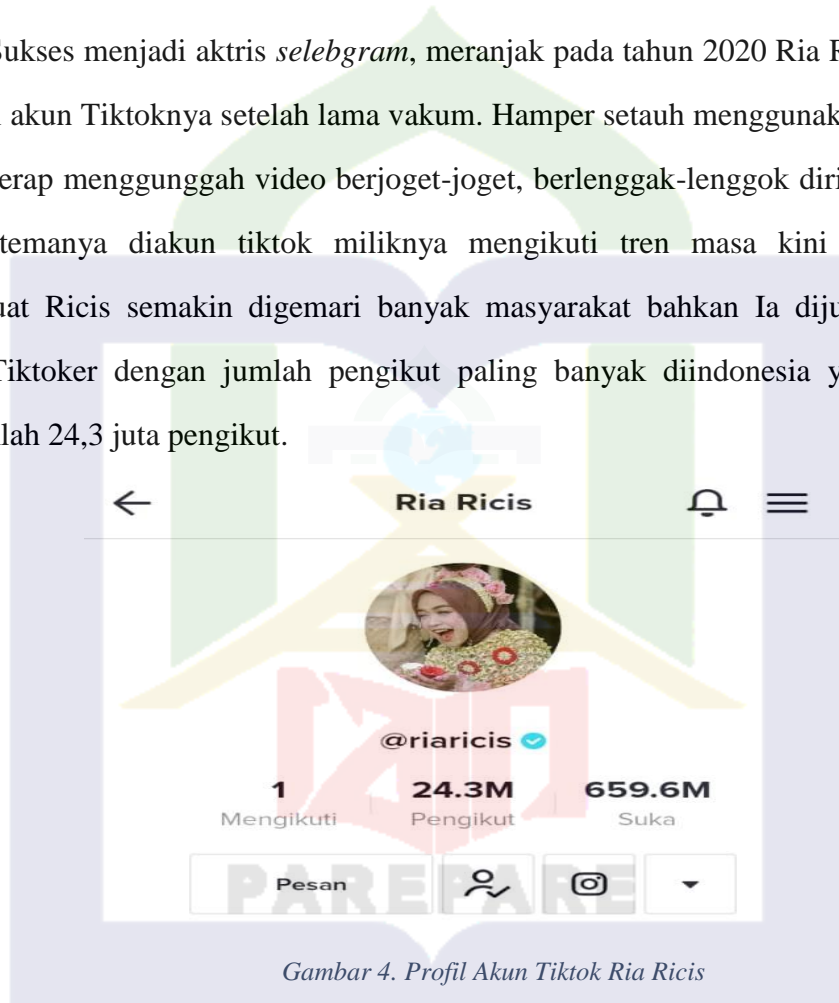 Sukses menjadi aktris selebgram, meranjak pada tahun 2020 Ria R
akun Tiktoknya setelah lama vakum. Hamper setauh menggunak
erap menggunggah video berjoget-joget, berlenggak-lenggok diri
temanya diakun tiktok miliknya mengikuti tren masa kini
uat Ricis semakin digemari banyak masyarakat bahkan Ia diju
Tiktoker dengan jumlah pengikut paling banyak diindonesia y
lah 24,3 juta pengikut.
Ria Ricis
@riaricis
1 24.3M 659.6M
Mengikuti Pengikut Suka
Pesan
PAREPARE
Gambar 4. Profil Akun Tiktok Ria Ricis